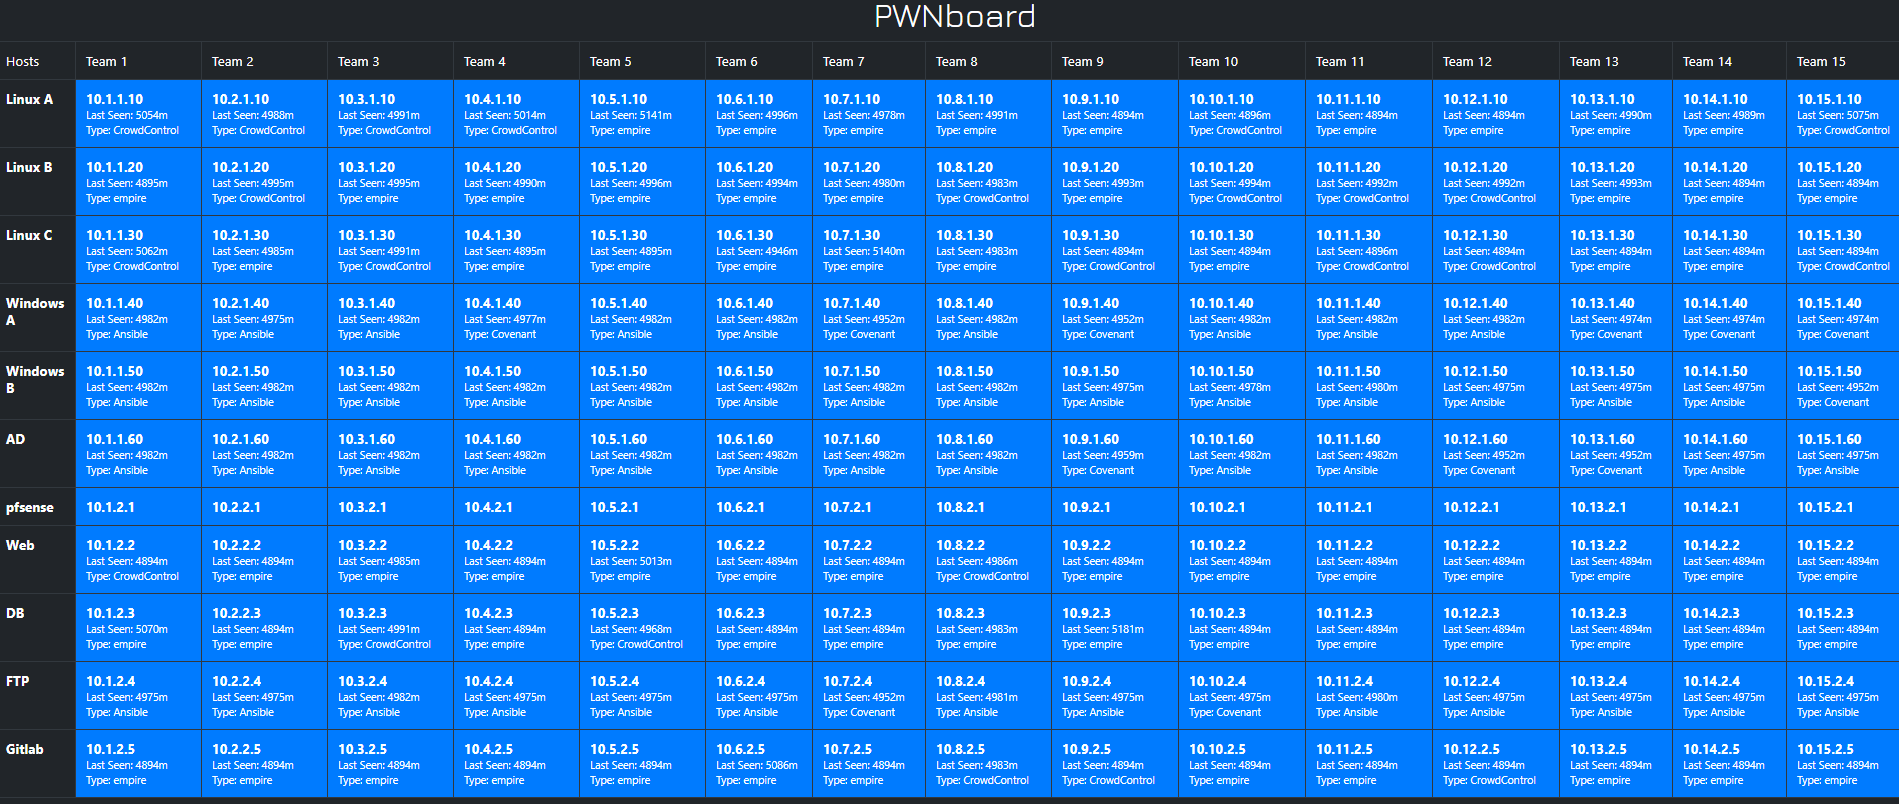 PWNboard
Hosts Team 1 Team 2 Team 3 Team 4 Team 5 Team 6 Team 7 Team 8 Team 9 Team 10 Team 11 Team 12 Team 13 Team 14 Team 15
Linux A 10.1.1.10 10.2.1.10 10.3.1.10 10.4.1.10 10.5.1.10 10.6.1.10 10.7.1.10 10.8.1.10 10.9.1.10 10.10.1.10 10.11.1.10 10.12.1.10 10.13.1.10 10.14.1.10 10.15.1.10
Last Seen: 5054m Last Seen: 4988m Last Seen: 4991m Last Seen: 5014m Last Seen: 5141m Last Seen: 4996m Last Seen: 4978m Last Seen: 4991m Last Seen: 4894m Last Seen: 4896m Last Seen: 4894m Last Seen: 4894m Last Seen: 4990m Last Seen: 4989m Last Seen: 5075m
Type: CrowdControl Type: CrowdControl Type: CrowdControl Type: CrowdControl Type: empire Type: empire Type: empire Type: empire Type: empire Type: CrowdControl Type: empire Type: empire Type: empire Type: empire Type: CrowdControl
Linux B 10.1.1.20 10.2.1.20 10.3.1.20 10.4.1.20 10.5.1.20 10.6.1.20 10.7.1.20 10.8.1.20 10.9.1.20 10.10.1.20 10.11.1.20 10.12.1.20 10.13.1.20 10.14.1.20 10.15.1.20
Last Seen: 4895m Last Seen: 4995m Last Seen: 4995m Last Seen: 4990m Last Seen: 4996m Last Seen: 4994m Last Seen: 4980m Last Seen: 4983m Last Seen: 4993m Last Seen: 4994m Last Seen: 4992m Last Seen: 4992m Last Seen: 4993m Last Seen: 4894m Last Seen: 4894m
Type: empire Type: CrowdControl Type: empire Type: empire Type: empire Type: empire Type: empire Type: CrowdControl Type: empire Type: CrowdControl Type: CrowdControl Type: CrowdControl Type: empire Type: empire Type: empire
Linux C 10.1.1.30 10.2.1.30 10.3.1.30 10.4.1.30 10.5.1.30 10.6.1.30 10.7.1.30 10.8.1.30 10.9.1.30 10.10.1.30 10.11.1.30 10.12.1.30 10.13.1.30 10.14.1.30 10.15.1.30
Last Seen: 5062m Last Seen: 4985m Last Seen: 4991m Last Seen: 4895m Last Seen: 4895m Last Seen: 4946m Last Seen: 5140m Last Seen: 4983m Last Seen: 4894m Last Seen: 4894m Last Seen: 4896m Last Seen: 4894m Last Seen: 4894m Last Seen: 4894m Last Seen: 4894m
Type: CrowdControl Type: empire Type: CrowdControl Type: empire Type: empire Type: empire Type: empire Type: empire Type: CrowdControl Type: empire Type: CrowdControl Type: CrowdControl Type: empire Type: empire Type: CrowdControl
Windows 10.1.1.40 10.2.1.40 10.3.1.40 10.4.1.40 10.5.1.40 10.6.1.40 10.7.1.40 10.8.1.40 10.9.1.40 10.10.1.40 10.11.1.40 10.12.1.40 10.13.1.40 10.14.1.40 10.15.1.40
A Last Seen: 4982m Last Seen: 4975m Last Seen: 4982m Last Seen: 4977m Last Seen: 4982m Last Seen: 4982m Last Seen: 4952m Last Seen: 4982m Last Seen: 4952m Last Seen: 4982m Last Seen: 4982m Last Seen: 4982m Last Seen: 4974m Last Seen: 4974m Last Seen: 4974m
Type: Ansible Type: Ansible Type: Ansible Type: Covenant Type: Ansible Type: Ansible Type: Covenant Type: Ansible Type: Covenant Type: Ansible Type: Ansible Type: Ansible Type: Covenant Type: Covenant Type: Covenant
Windows 10.1.1.50 10.2.1.50 10.3.1.50 10.4.1.50 10.5.1.50 10.6.1.50 10.7.1.50 10.8.1.50 10.9.1.50 10.10.1.50 10.11.1.50 10.12.1.50 10.13.1.50 10.14.1.50 10.15.1.50
B Last Seen: 4982m Last Seen: 4982m Last Seen: 4982m Last Seen: 4982m Last Seen: 4982m Last Seen: 4982m Last Seen: 4982m Last Seen: 4982m Last Seen: 4975m Last Seen: 4978m Last Seen: 4980m Last Seen: 4975m Last Seen: 4975m Last Seen: 4975m Last Seen: 4952m
Type: Ansible Type: Ansible Type: Ansible Type: Ansible Type: Ansible Type: Ansible Type: Ansible Type: Ansible Type: Ansible Type: Ansible Type: Ansible Type: Ansible Type: Ansible Type: Ansible Type: Covenant
AD 10.1.1.60 10.2.1.60 10.3.1.60 10.4.1.60 10.5.1.60 10.6.1.60 10.7.1.60 10.8.1.60 10.9.1.60 10.10.1.60 10.11.1.60 10.12.1.60 10.13.1.60 10.14.1.60 10.15.1.60
Last Seen: 4982m Last Seen: 4982m Last Seen: 4982m Last Seen: 4982m Last Seen: 4982m Last Seen: 4982m Last Seen: 4982m Last Seen: 4982m Last Seen: 4959m Last Seen: 4982m Last Seen: 4982m Last Seen: 4952m Last Seen: 4952m Last Seen: 4975m Last Seen: 4975m
Type: Ansible Type: Ansible Type: Ansible Type: Ansible Type: Ansible Type: Ansible Type: Ansible Type: Ansible Type: Covenant Type: Ansible Type: Ansible Type: Covenant Type: Covenant Type: Ansible Type: Ansible
pfsense 10.1.2.1 10.2.2.1 10.3.2.1 10.4.2.1 10.5.2.1 10.6.2.1 10.7.2.1 10.8.2.1 10.9.2.1 10.10.2.1 10.11.2.1 10.12.2.1 10.13.2.1 10.14.2.1 10.15.2.1
Web 10.1.2.2 10.2.2.2 10.3.2.2 10.4.2.2 10.5.2.2 10.6.2.2 10.7.2.2 10.8.2.2 10.9.2.2 10.10.2.2 10.11.2.2 10.12.2.2 10.13.2.2 10.14.2.2 10.15.2.2
Last Seen: 4894m Last Seen: 4894m Last Seen: 4985m Last Seen: 4894m Last Seen: 5013m Last Seen: 4894m Last Seen: 4894m Last Seen: 4986m Last Seen: 4894m Last Seen: 4894m Last Seen: 4894m Last Seen: 4894m Last Seen: 4894m Last Seen: 4894m Last Seen: 4894m
Type: CrowdControl Type: empire Type: empire Type: empire Type: empire Type: empire Type: empire Type: CrowdControl Type: empire Type: empire Type: empire Type: empire Type: empire Type: empire Type: empire
DB 10.1.2.3 10.2.2.3 10.3.2.3 10.4.2.3 10.5.2.3 10.6.2.3 10.7.2.3 10.8.2.3 10.9.2.3 10.10.2.3 10.11.2.3 10.12.2.3 10.13.2.3 10.14.2.3 10.15.2.3
Last Seen: 5070m Last Seen: 4894m Last Seen: 4991m Last Seen: 4894m Last Seen: 4968m Last Seen: 4894m Last Seen: 4894m Last Seen: 4983m Last Seen: 5181m Last Seen: 4894m Last Seen: 4894m Last Seen: 4894m Last Seen: 4894m Last Seen: 4894m Last Seen: 4894m
Type: empire Type: empire Type: CrowdControl Type: empire Type: CrowdControl Type: empire Type: empire Type: empire Type: empire Type: empire Type: empire Type: empire Type: empire Type: empire Type: empire
FTP 10.1.2.4 10.2.2.4 10.3.2.4 10.4.2.4 10.5.2.4 10.6.2.4 10.7.2.4 10.8.2.4 10.9.2.4 10.10.2.4 10.11.2.4 10.12.2.4 10.13.2.4 10.14.2.4 10.15.2.4
Last Seen: 4975m Last Seen: 4975m Last Seen: 4982m Last Seen: 4975m Last Seen: 4975m Last Seen: 4975m Last Seen: 4952m Last Seen: 4981m Last Seen: 4975m Last Seen: 4975m Last Seen: 4980m Last Seen: 4975m Last Seen: 4975m Last Seen: 4975m Last Seen: 4975m
Type: Ansible Type: Ansible Type: Ansible Type: Ansible Type: Ansible Type: Ansible Type: Covenant Type: Ansible Type: Ansible Type: Covenant Type: Ansible Type: Ansible Type: Ansible Type: Ansible Type: Ansible
Gitlab 10.1.2.5 10.2.2.5 10.3.2.5 10.4.2.5 10.5.2.5 10.6.2.5 10.7.2.5 10.8.2.5 10.9.2.5 10.10.2.5 10.11.2.5 10.12.2.5 10.13.2.5 10.14.2.5 10.15.2.5
Last Seen: 4894m Last Seen: 4894m Last Seen: 4894m Last Seen: 4894m Last Seen: 4894m Last Seen: 5086m Last Seen: 4894m Last Seen: 4983m Last Seen: 4894m Last Seen: 4894m Last Seen: 4894m Last Seen: 4894m Last Seen: 4894m Last Seen: 4894m Last Seen: 4894m
Type: empire Type: empire Type: empire Type: empire Type: empire Type: empire Type: empire Type: CrowdControl Type: CrowdControl Type: empire Type: empire Type: CrowdControl Type: empire Type: empire Type: empire